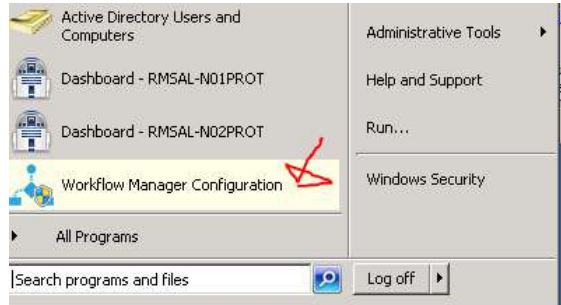 Active Directory Users and
Computers
Dashboard - RMSAL-N01PROT
Dashboard - RMSAL-N02PROT
Workflow Manager Configuration
All Programs
Search programs and files
Administrative Tools
Help and Support
Run...
Windows Security
Log off